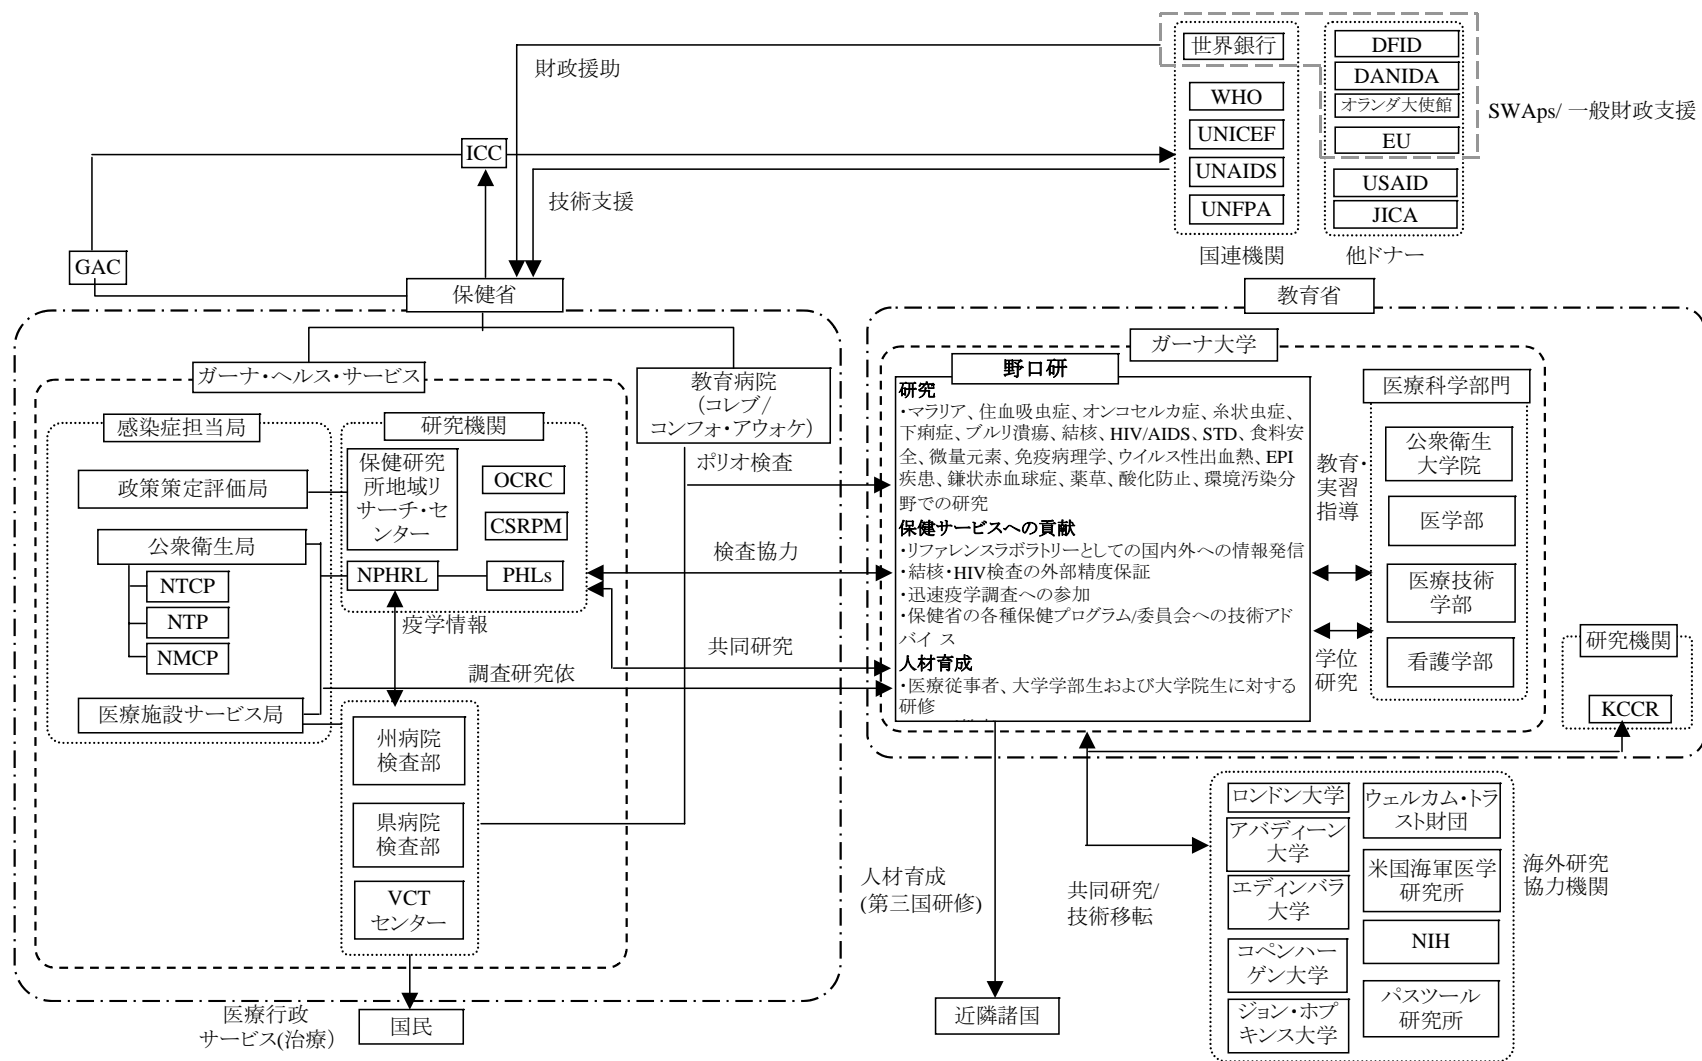 世界銀行
WHO
UNICEF
UNAIDS
UNFPA
国連機関
DFID
DANIDA
オランダ大使館
EU
USAID
JICA
他ドナー
SWAps/ 一般財政支援
財政援助
ICC
技術支援
GAC
保健省
ガーナ・ヘルス・サービス
教育病院
(コレブ/
コンフォ・アウォケ)
感染症担当局
政策策定評価局
公衆衛生局
NTCP
NTP
NMCP
医療施設サービス局
研究機関
保健研究
所地域リ
サーチ・セ
ンター
OCRC
CSRPM
NPHRL
PHLs
疫学情報
州病院
検査部
県病院
検査部
VCT
センター
医療行政
サービス(治療）
国民
ポリオ検査
検査協力
共同研究
調査研究依
教育省
ガーナ大学
野口研
研究
・マラリア、住血吸虫症、オンコセルカ症、糸状虫症、
下痢症、ブルリ潰瘍、結核、HIV/AIDS、STD、食料安
全、微量元素、免疫病理学、ウイルス性出血熱、EPI
疾患、鎌状赤血球症、薬草、酸化防止、環境汚染分
野での研究
保健サービスへの貢献
・リファレンスラボラトリーとしての国内外への情報発信
・結核・HIV検査の外部精度保証
・迅速疫学調査への参加
・保健省の各種保健プログラム/委員会への技術アド
バイ ス
人材育成
・医療従事者、大学学部生および大学院生に対する
研修
教育・
実習
指導
学位
研究
医療科学部門
公衆衛生
大学院
医学部
医療技術
学部
看護学部
研究機関
KCCR
人材育成
(第三国研修)
近隣諸国
共同研究/
技術移転
ロンドン大学
アバディーン
大学
エディンバラ
大学
コペンハー
ゲン大学
ジョン・ホプ
キンス大学
ウェルカム・トラ
スト財団
米国海軍医学
研究所
NIH
パスツール
研究所
海外研究
協力機関